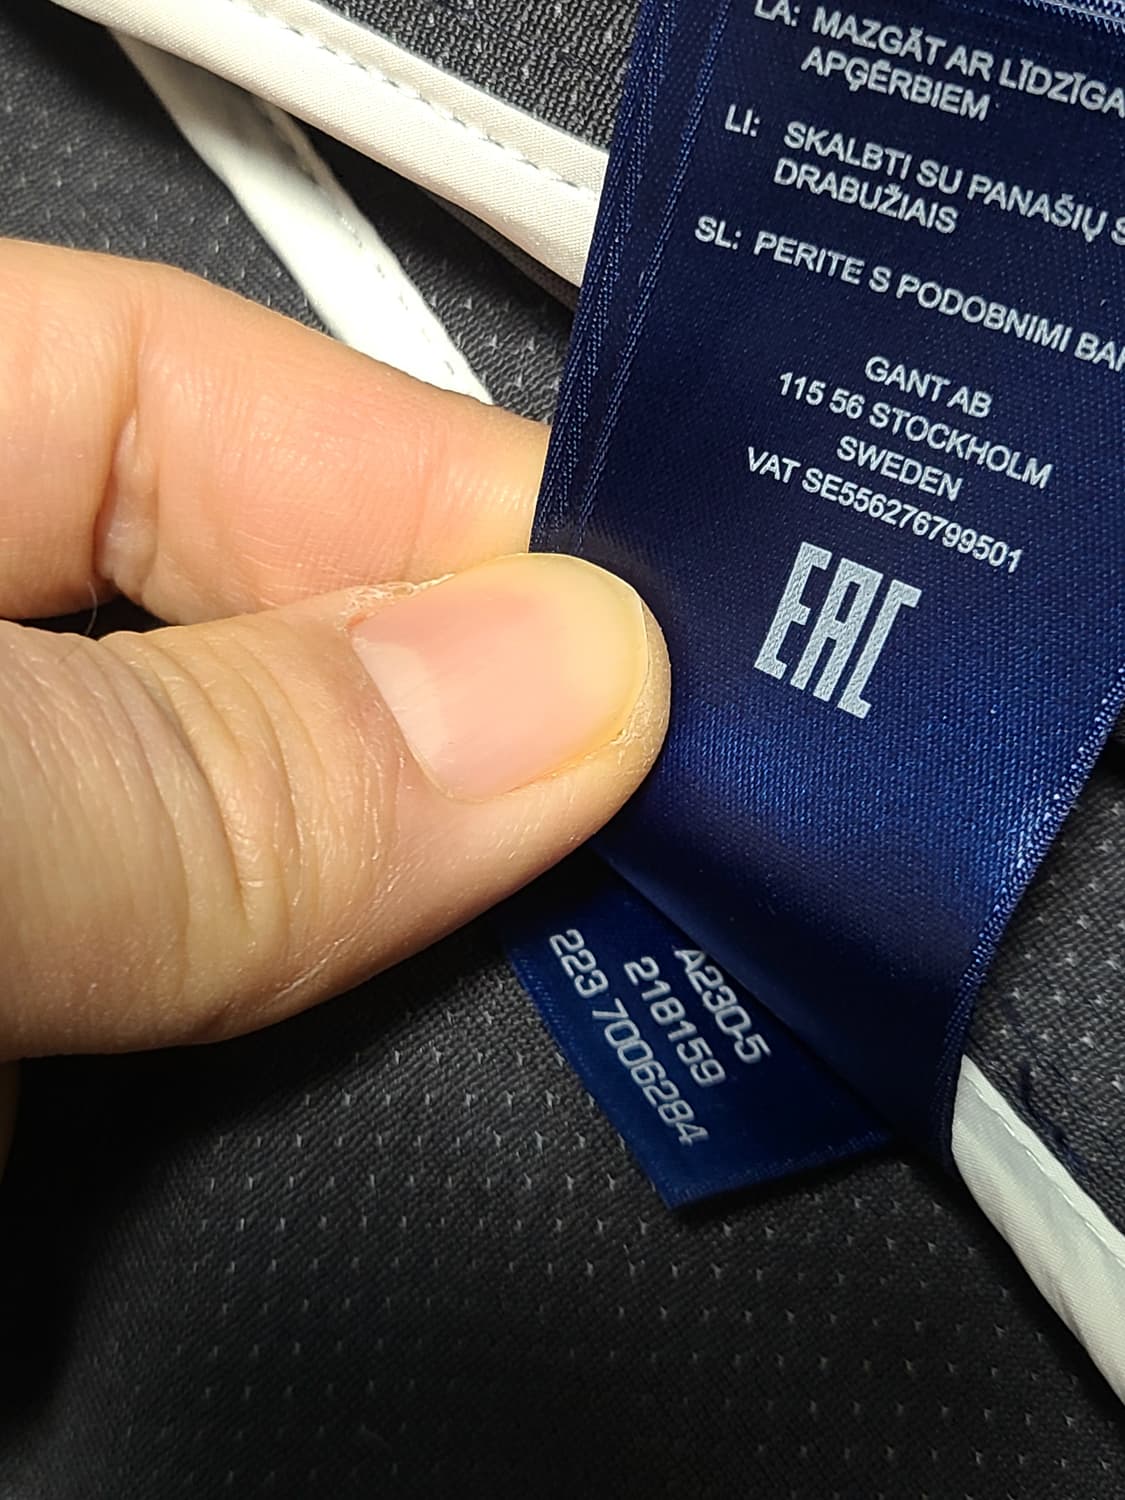 LA: MAZGĀT AR LĪDZĪGA
APĢĒRBIEM
LI: SKALBTI SU PANAŠIŲ
DRABUŽIAIS
SL: PERITE S PODOBNIMI
GANT AB
115 56 STOCKHOLM
SWEDEN
VAT SE556276799501
EAC
A230-5
218159
223 7006284